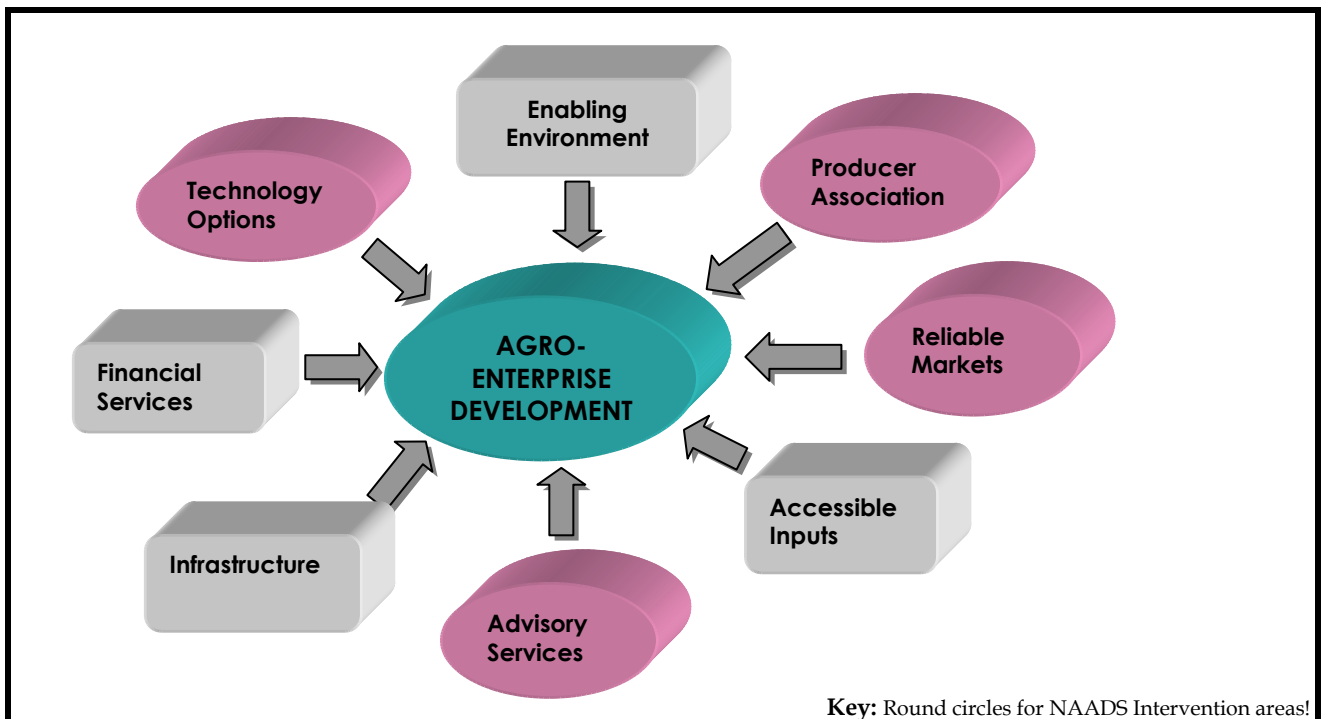 Enabling
Environment
Technology
Options
Producer
Association
Financial
Services
AGRO-
ENTERPRISE
DEVELOPMENT
Reliable
Markets
Infrastructure
Accessible
Inputs
Advisory
Services
Key: Round circles for NAADS Intervention areas!